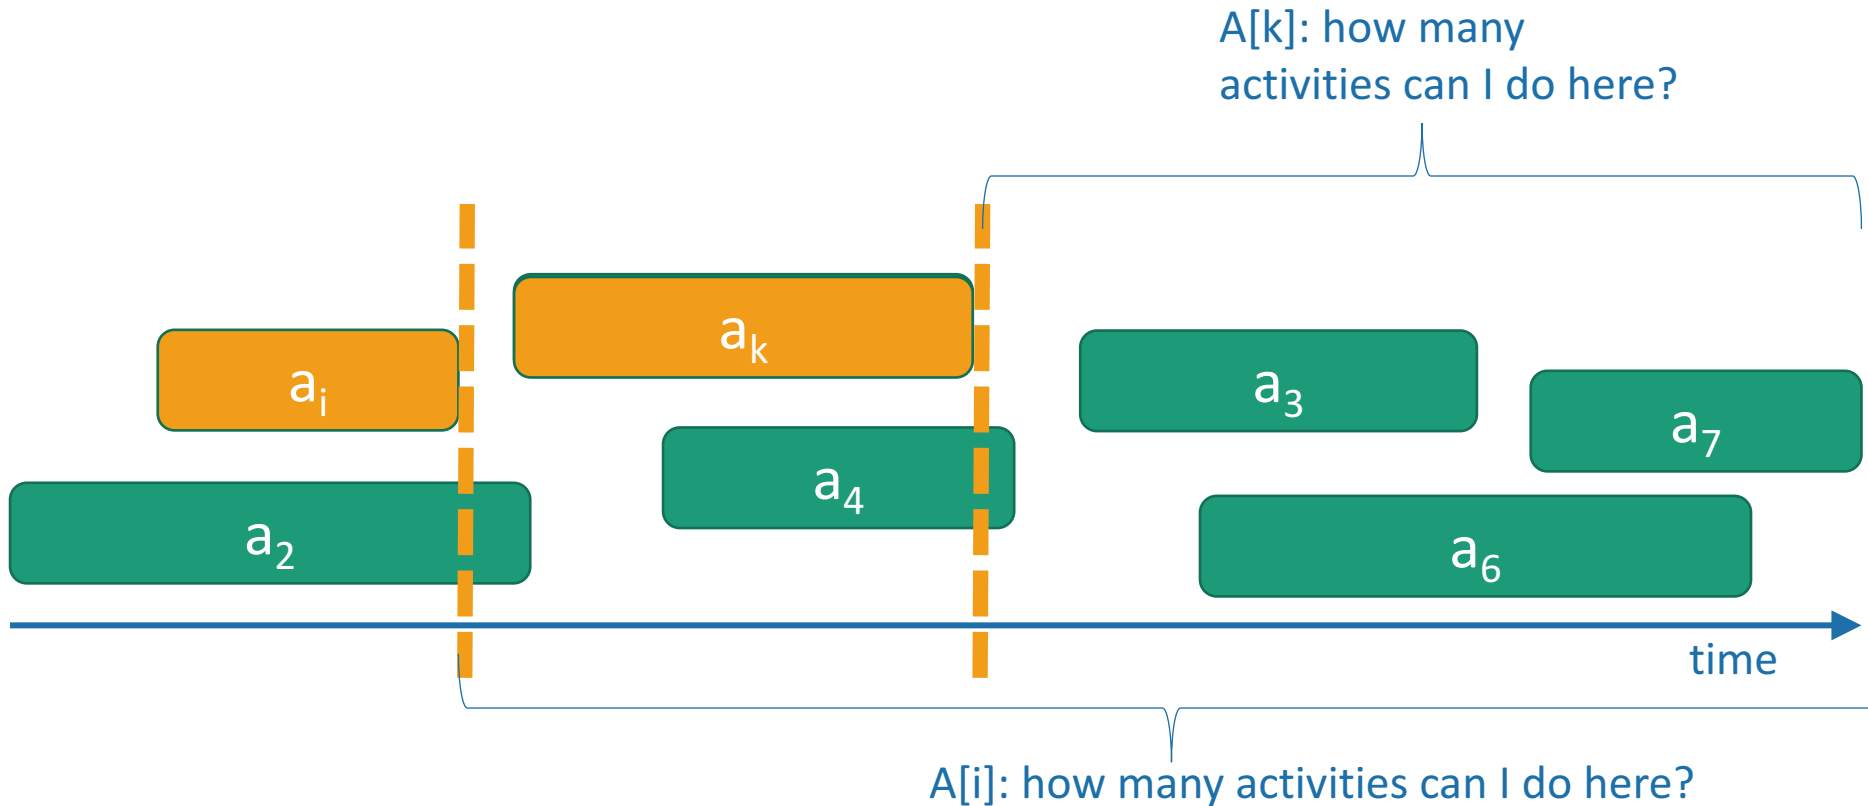 A[k]: how many
activities can I do here?
aₖ
aᵢ
a₃
a₇
a₄
a₂
a₆
time
A[i]: how many activities can I do here?